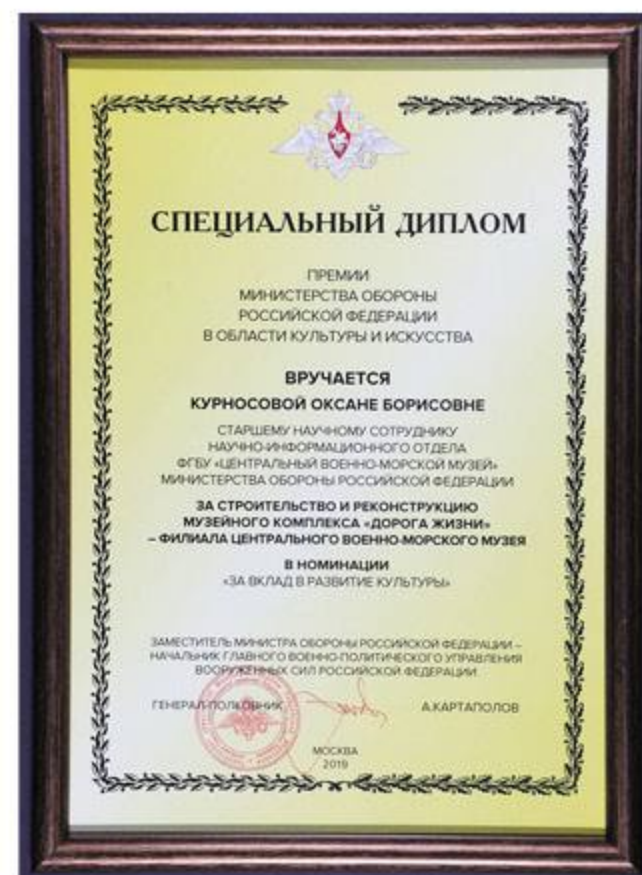 СПЕЦИАЛЬНЫЙ ДИПЛОМ
ПРЕМИИ
МИНИСТЕРСТВА ОБОРОНЫ
РОССИЙСКОЙ ФЕДЕРАЦИИ
В ОБЛАСТИ КУЛЬТУРЫ И ИСКУССТВА
ВРУЧАЕТСЯ
КУРНОСОВОЙ ОКСАНЕ БОРИСОВНЕ
СТАРШЕМУ НАУЧНОМУ СОТРУДНИКУ
НАУЧНО-ИНФОРМАЦИОННОГО ОТДЕЛА
ФГБУ «ЦЕНТРАЛЬНЫЙ ВОЕННО-МОРСКОЙ МУЗЕЙ»
МИНИСТЕРСТВА ОБОРОНЫ РОССИЙСКОЙ ФЕДЕРАЦИИ
ЗА СТРОИТЕЛЬСТВО И РЕКОНСТРУКЦИЮ
МУЗЕЙНОГО КОМПЛЕКСА «ДОРОГА ЖИЗНИ»
– ФИЛИАЛА ЦЕНТРАЛЬНОГО ВОЕННО-МОРСКОГО МУЗЕЯ
В НОМИНАЦИИ
«ЗА ВКЛАД В РАЗВИТИЕ КУЛЬТУРЫ»
ЗАМЕСТИТЕЛЬ МИНИСТРА ОБОРОНЫ РОССИЙСКОЙ ФЕДЕРАЦИИ –
НАЧАЛЬНИК ГЛАВНОГО ВОЕННО-ПОЛИТИЧЕСКОГО УПРАВЛЕНИЯ
ВООРУЖЕННЫХ СИЛ РОССИЙСКОЙ ФЕДЕРАЦИИ
ГЕНЕРАЛ-ПОЛКОВНИК А.КАРТАПОЛОВ
МОСКВА
2019